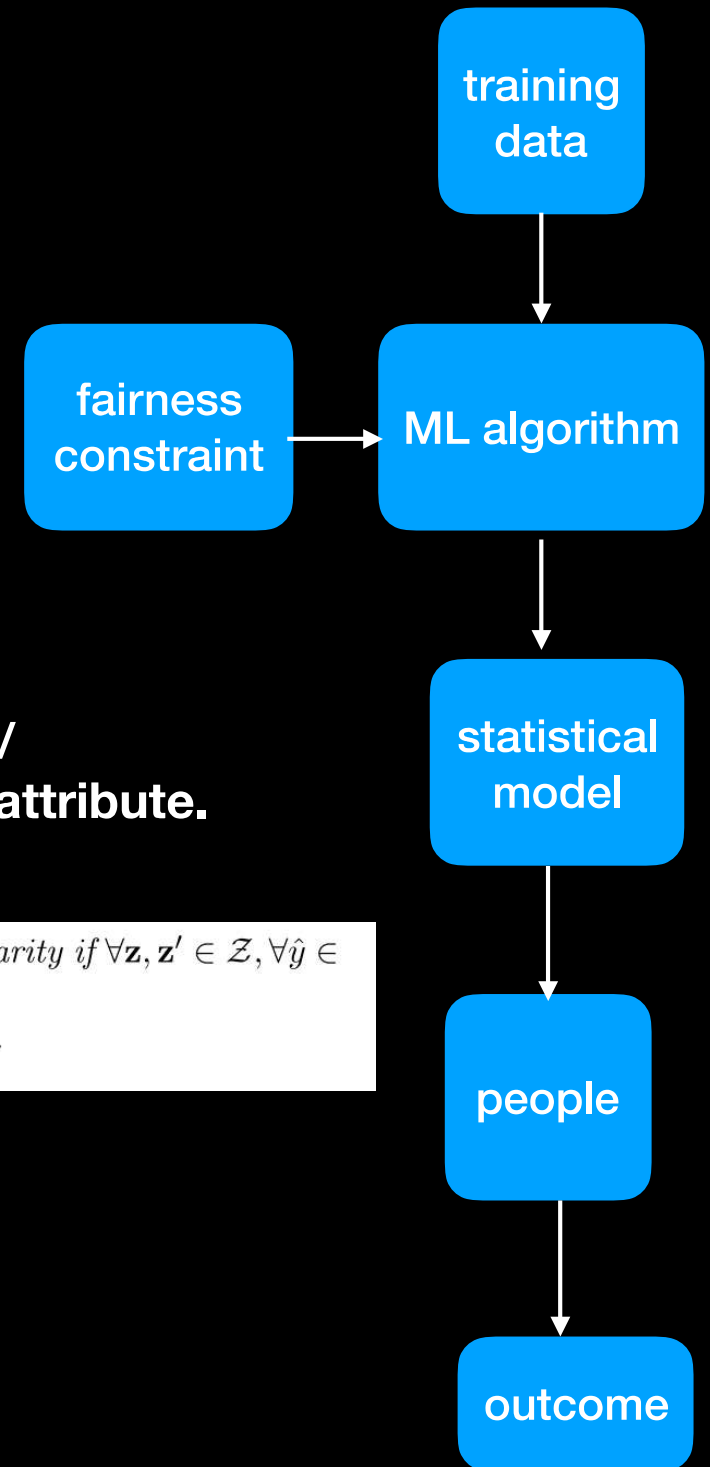 training
data
fairness
constraint
ML algorithm
/
attribute.
statistical
model
arity if ∀z, z′ ∈ 𝒵, ∀ŷ ∈
people
outcome